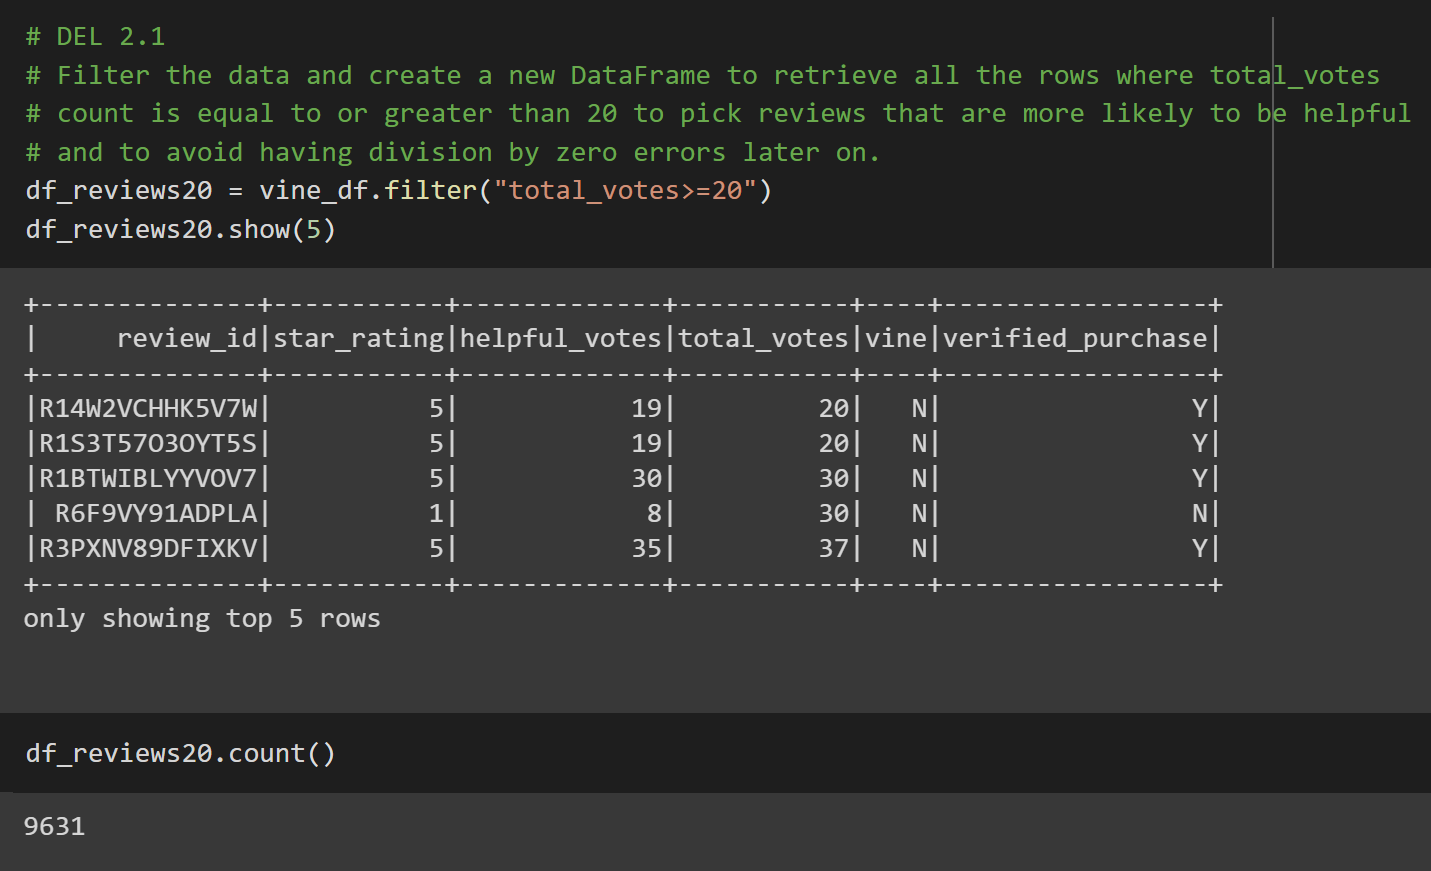 # DEL 2.1
# Filter the data and create a new DataFrame to retrieve all the rows where total_votes
# count is equal to or greater than 20 to pick reviews that are more likely to be helpful
# and to avoid having division by zero errors later on.
df_reviews20 = vine_df.filter("total_votes>=20")
df_reviews20.show(5)
+--------------+-----------+-------------+-----------+----+-----------------+
|     review_id|star_rating|helpful_votes|total_votes|vine|verified_purchase|
+--------------+-----------+-------------+-----------+----+-----------------+
|R14W2VCHHK5V7W|          5|           19|         20|   N|                Y|
|R1S3T57O3OYT5S|          5|           19|         20|   N|                Y|
|R1BTWIBLYYVOV7|          5|           30|         30|   N|                Y|
| R6F9VY91ADPLA|          1|            8|         30|   N|                N|
|R3PXNV89DFIXKV|          5|           35|         37|   N|                Y|
+--------------+-----------+-------------+-----------+----+-----------------+
only showing top 5 rows
df_reviews20.count()
9631